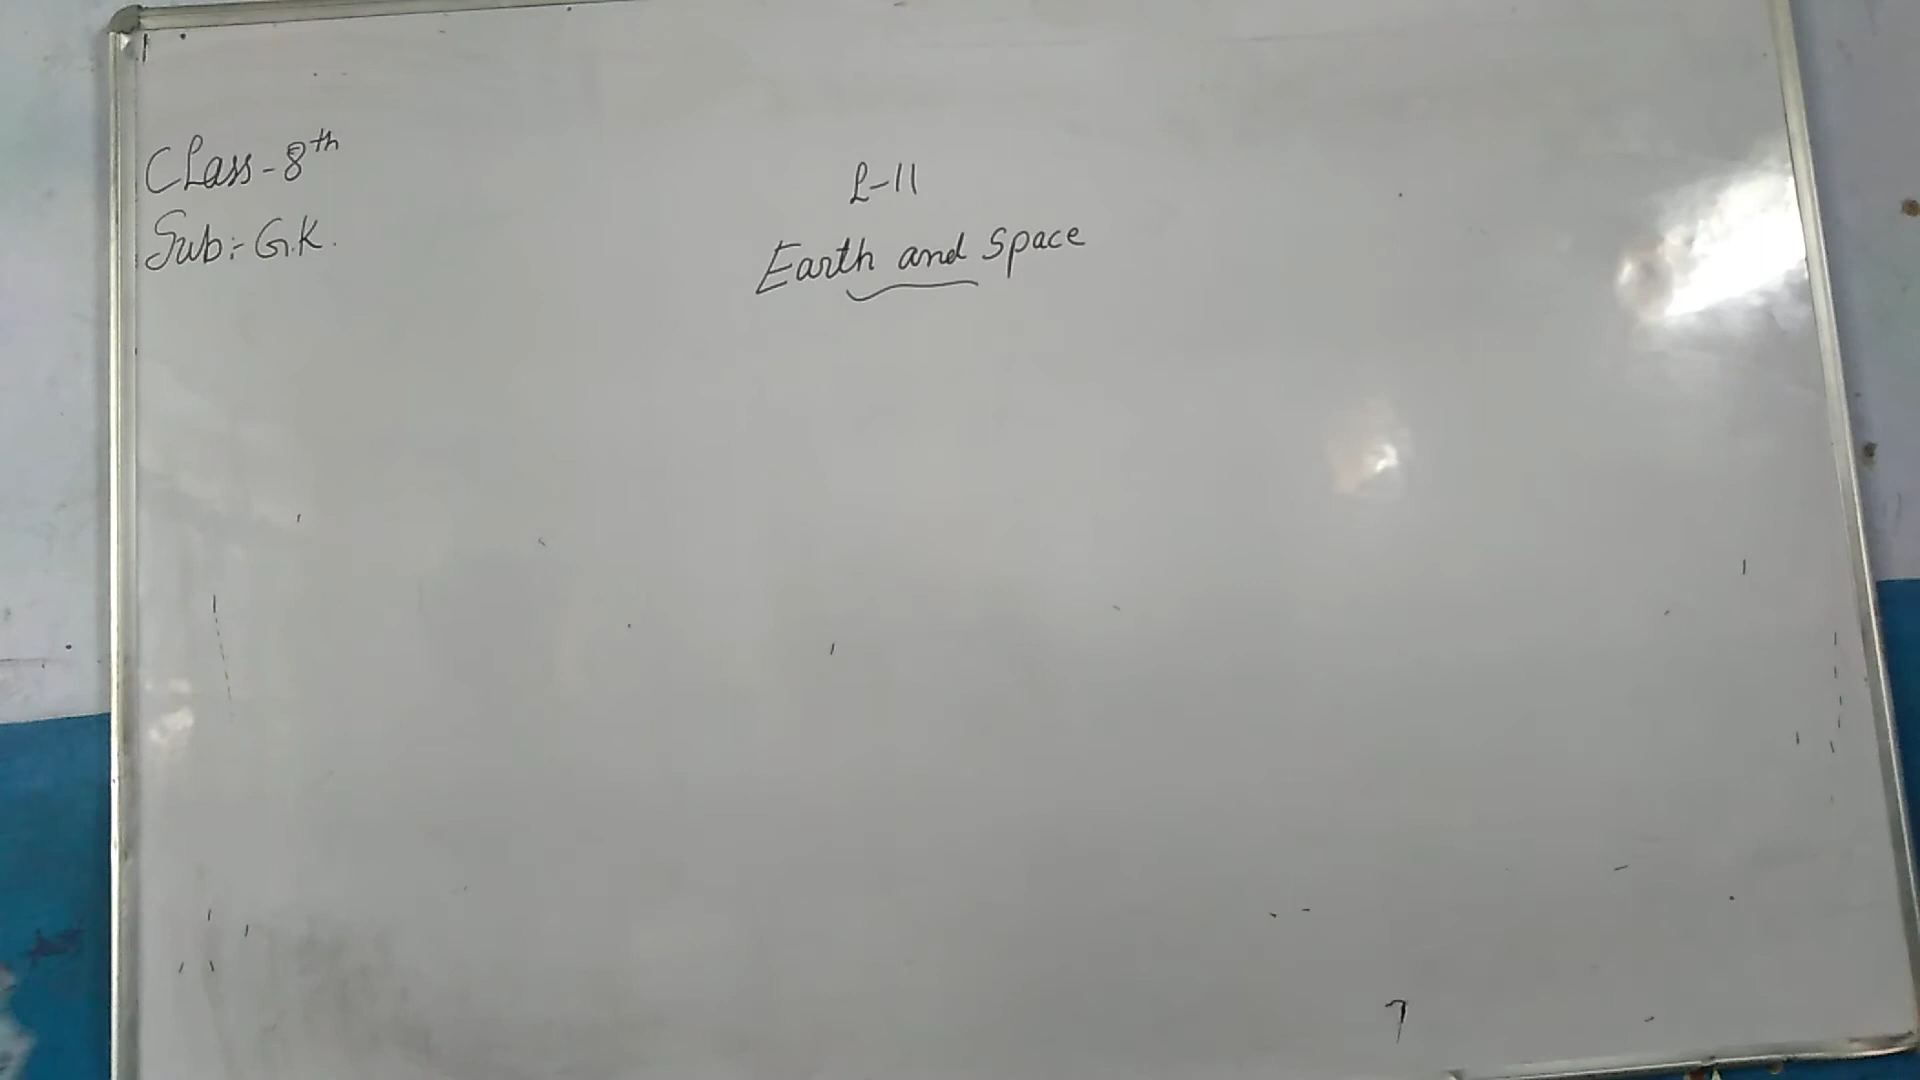 Class - 8th
Sub:- G.K.
L-11
Earth and Space